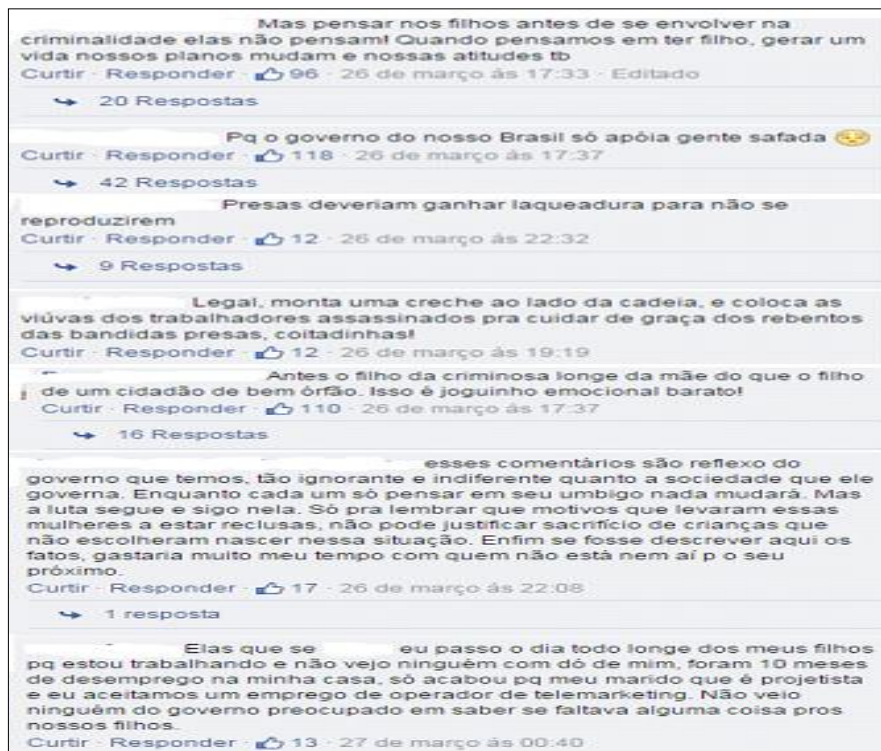 Mas pensar nos filhos antes de se envolver na
criminalidade elas não pensam! Quando pensamos em ter filho, gerar um
vida nossos planos mudam e nossas atitudes tb
Curtir · Responder · 96 · 26 de março às 17:33 · Editado
20 Respostas
Pq o governo do nosso Brasil só apóia gente safada
Curtir · Responder · 118 · 26 de março às 17:37
42 Respostas
Presas deveriam ganhar laqueadura para não se
reproduzirem
Curtir · Responder · 12 · 26 de março às 22:32
9 Respostas
Legal, monta uma creche ao lado da cadeia, e coloca as
viúvas dos trabalhadores assassinados pra cuidar de graça dos rebentos
das bandidas presas, coitadinhas!
Curtir · Responder · 12 · 26 de março às 19:19
Antes o filho da criminosa longe da mãe do que o filho
de um cidadão de bem órfão. Isso é joguinho emocional barato!
Curtir · Responder · 110 · 26 de março às 17:37
16 Respostas
esses comentários são reflexo do
governo que temos, tão ignorante e indiferente quanto a sociedade que ele
governa. Enquanto cada um só pensar em seu umbigo nada mudará. Mas
a luta segue e sigo nela. Só pra lembrar que motivos que levaram essas
mulheres a estar reclusas, não pode justificar sacrifício de crianças que
não escolheram nascer nessa situação. Enfim se fosse descrever aqui os
fatos, gastaria muito meu tempo com quem não está nem aí p o seu
próximo.
Curtir · Responder · 17 · 26 de março às 22:08
1 resposta
Elas que se eu passo o dia todo longe dos meus filhos
pq estou trabalhando e não vejo ninguém com dó de mim, foram 10 meses
de desemprego na minha casa, só acabou pq meu marido que é projetista
e eu aceitamos um emprego de operador de telemarketing. Não veio
ninguém do governo preocupado em saber se faltava alguma coisa pros
nossos filhos.
Curtir · Responder · 13 · 27 de março às 00:40